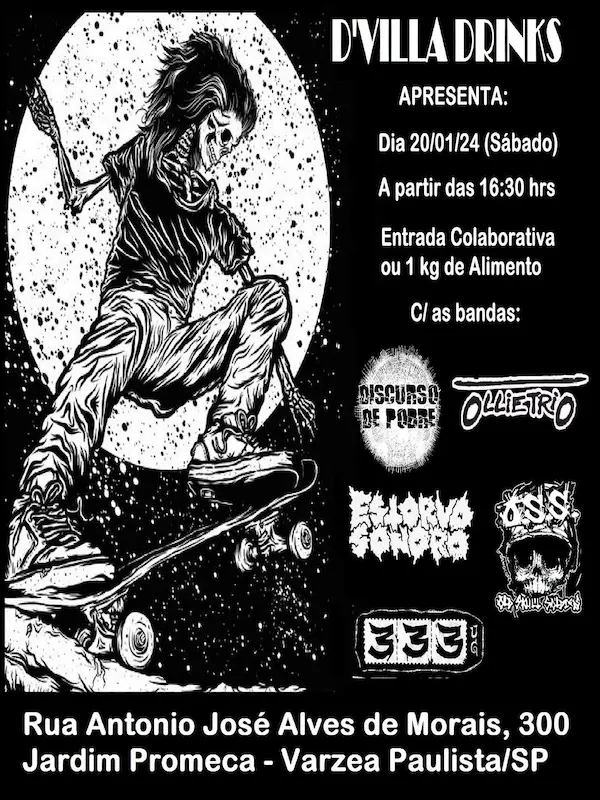 D'VILLA DRINKS
APRESENTA:
Dia 20/01/24 (Sábado)
A partir das 16:30 hrs
Entrada Colaborativa
ou 1 kg de Alimento
C/ as bandas:
DISCURSO
DE POBRE
OLLIETRIO
ESTORVO
SONORO
O.S.S.
OLD SKULL
333
Rua Antonio José Alves de Morais, 300
Jardim Promeca - Varzea Paulista/SP